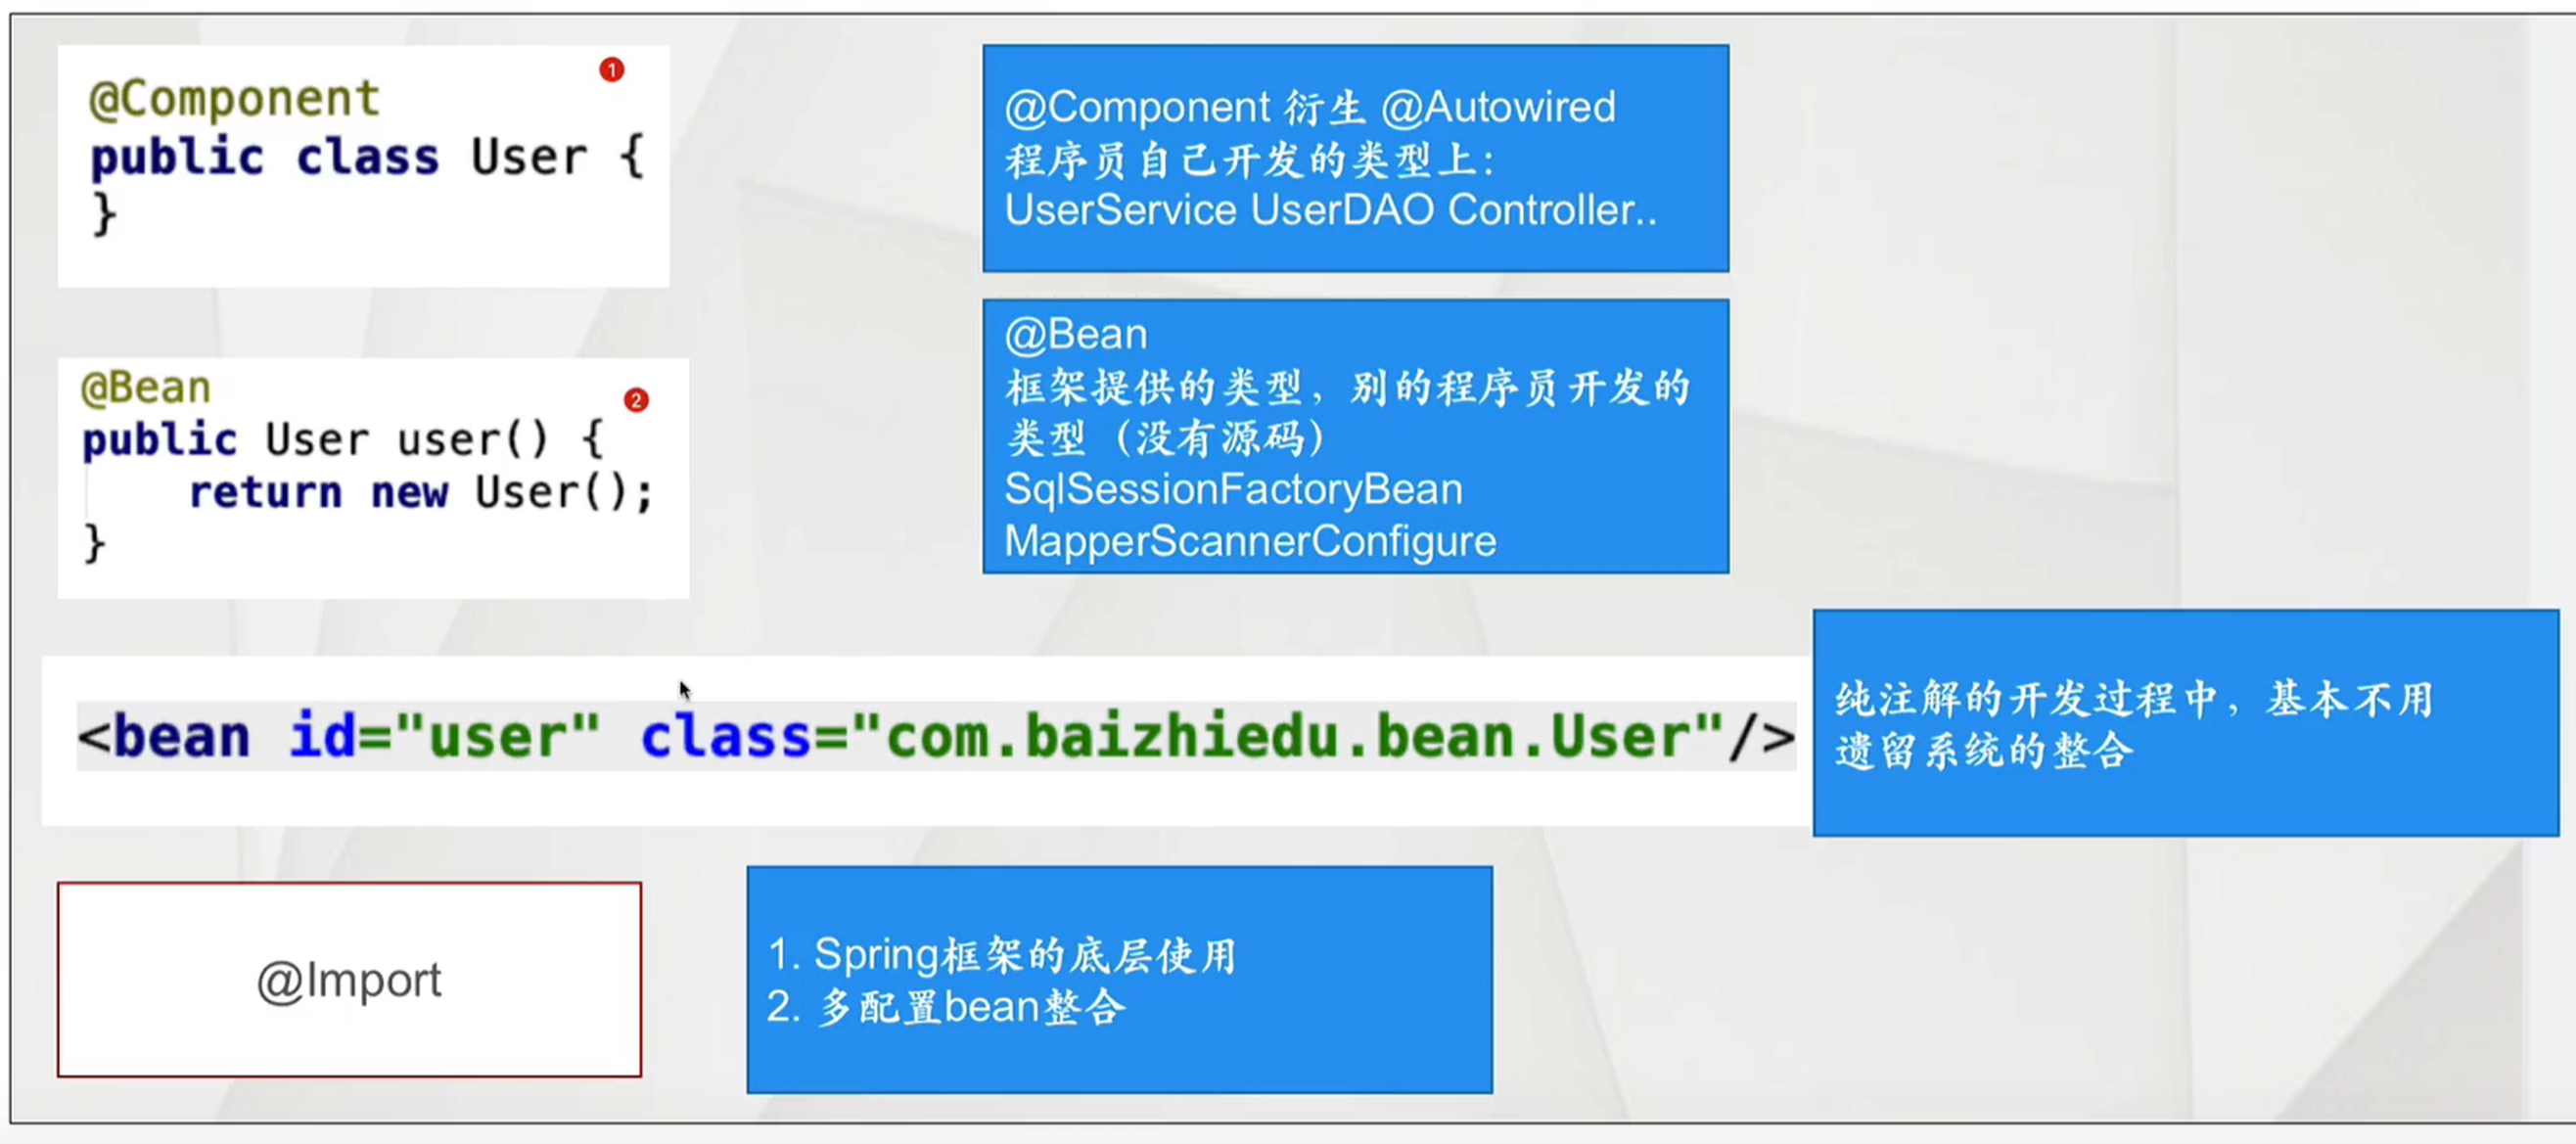 @Component
1
public class User {
}
@Component 衍生 @Autowired
程序员自己开发的类型上：
UserService UserDAO Controller..
@Bean
2
public User user() {
return new User();
}
@Bean
框架提供的类型，别的程序员开发的
类型（没有源码）
SqlSessionFactoryBean
MapperScannerConfigure
<bean id="user" class="com.baizhiedu.bean.User"/>
纯注解的开发过程中，基本不用
遗留系统的整合
@Import
1. Spring框架的底层使用
2. 多配置bean整合